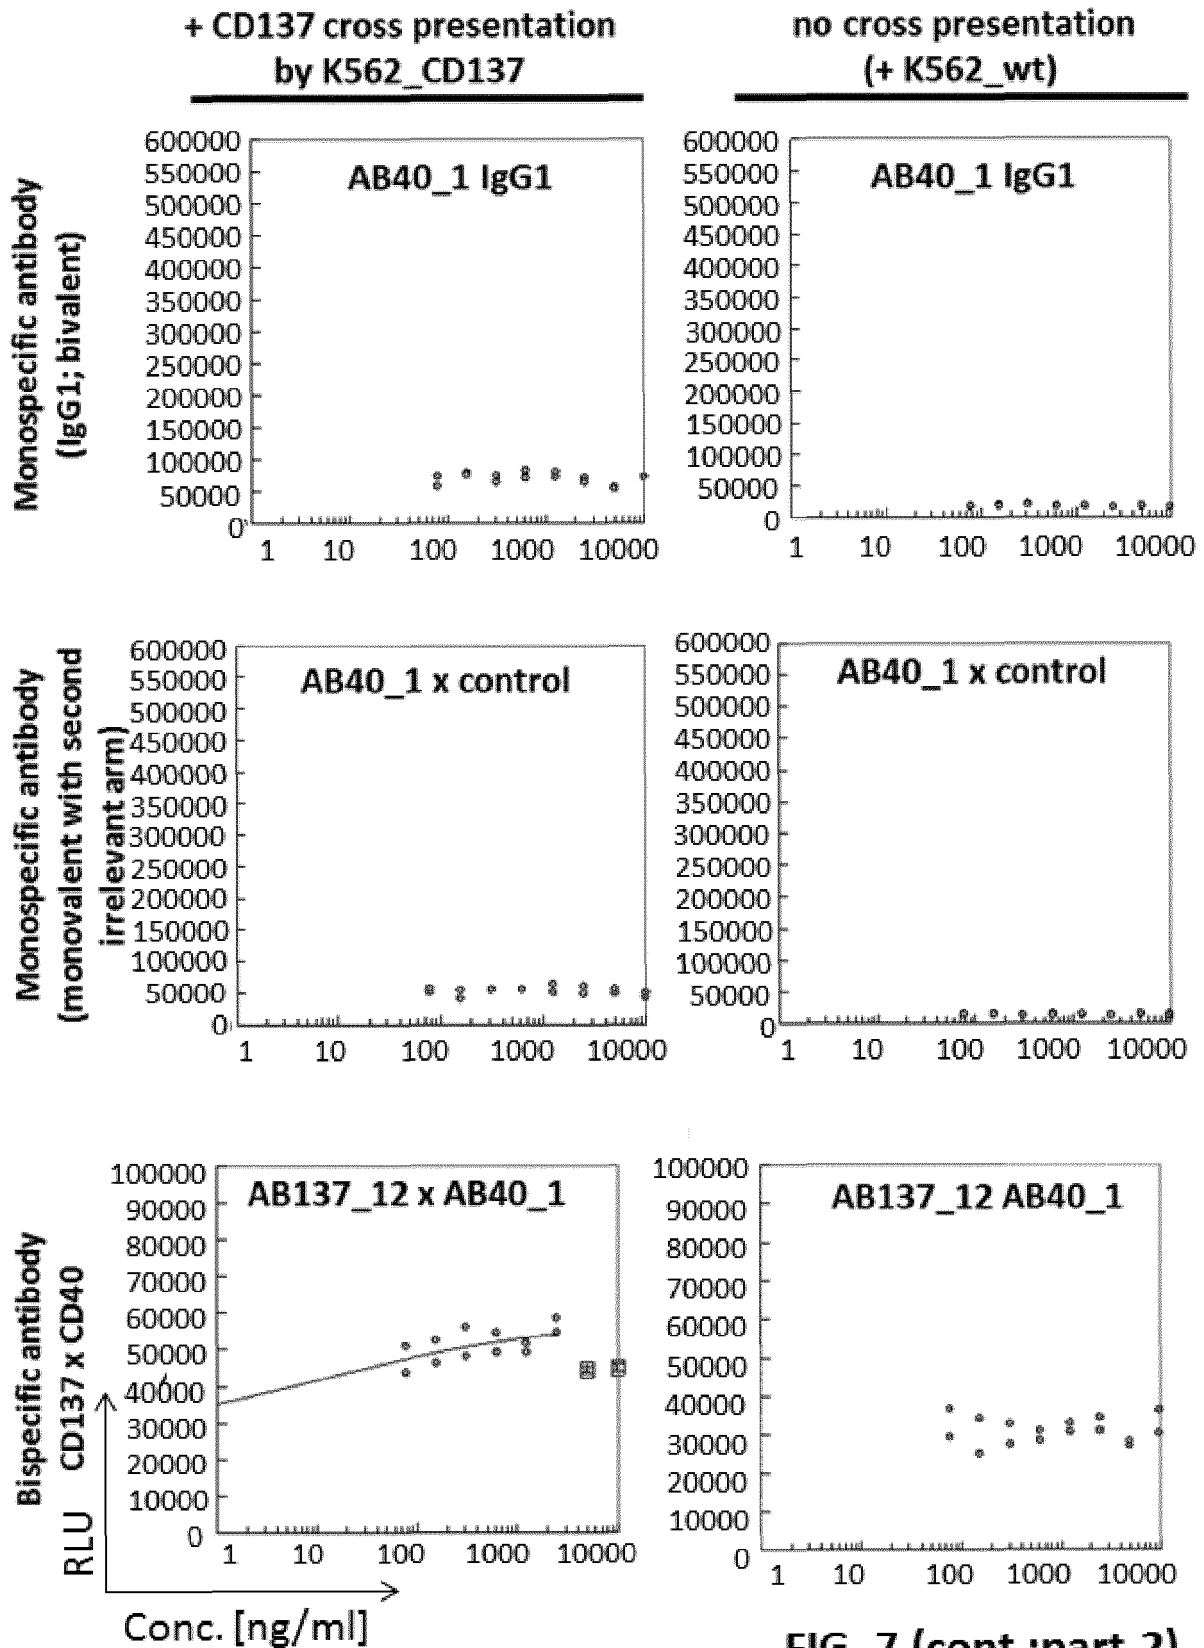 + CD137 cross presentation
by K562_CD137
no cross presentation
(+ K562_wt)
Monospecific antibody
(IgG1; bivalent)
AB40_1 IgG1
600000
550000
500000
450000
400000
350000
300000
250000
200000
150000
100000
50000
0
1 10 100 1000 10000
AB40_1 IgG1
600000
550000
500000
450000
400000
350000
300000
250000
200000
150000
100000
50000
0
1 10 100 1000 10000
Monospecific antibody
(monovalent with second
irrelevant arm)
AB40_1 x control
600000
550000
500000
450000
400000
350000
300000
250000
200000
150000
100000
50000
0
1 10 100 1000 10000
AB40_1 x control
600000
550000
500000
450000
400000
350000
300000
250000
200000
150000
100000
50000
0
1 10 100 1000 10000
Bispecific antibody
CD137 x CD40
AB137_12 x AB40_1
100000
90000
80000
70000
60000
50000
40000
30000
20000
10000
0
1 10 100 1000 10000
AB137_12 AB40_1
100000
90000
80000
70000
60000
50000
40000
30000
20000
10000
0
1 10 100 1000 10000
RLU
Conc. [ng/ml]
FIG. 7 (cont.;part 2)